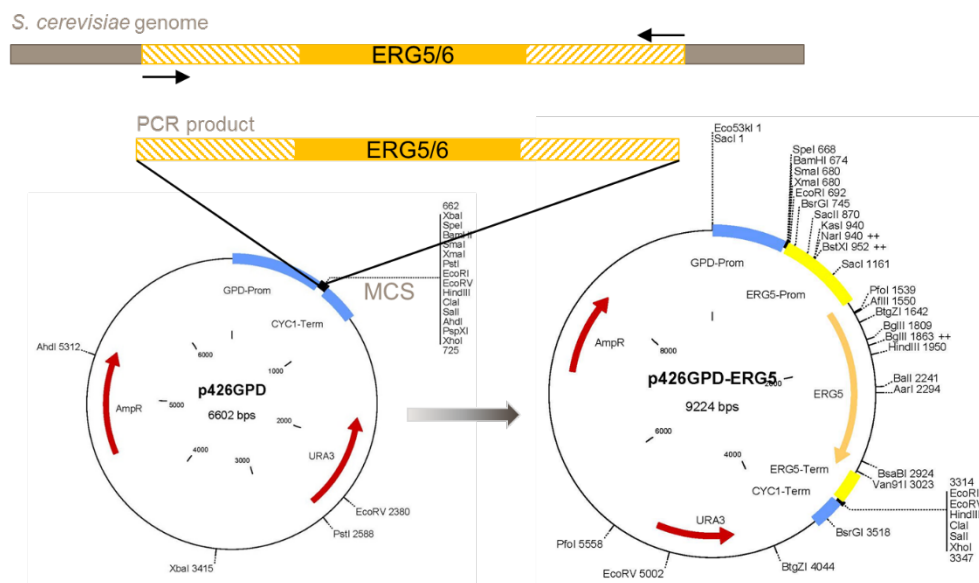 S. cerevisiae genome
ERG5/6
PCR product
ERG5/6
662
XbaI
SpeI
BamHI
SmaI
XmaI
PstI
EcoRI
EcoRV
HindIII
ClaI
SalI
AhdI
PspXI
XhoI
725
MCS
GPD-Prom
CYC1-Term
AhdI 5312
AmpR
p426GPD
6602 bps
URA3
EcoRV 2380
PstI 2588
XbaI 3415
1000
2000
3000
4000
5000
6000
Eco53kI 1
SacI 1
SpeI 668
BamHI 674
SmaI 680
XmaI 680
EcoRI 692
BsrGI 745
SacII 870
KasI 940
NarI 940 ++
BstXI 952 ++
SacI 1161
GPD-Prom
ERG5-Prom
PfoI 1539
AflII 1550
BtgZI 1642
BglI 1809
BglI 1863 ++
HindIII 1950
BalI 2241
AarI 2294
AmpR
p426GPD-ERG5
9224 bps
ERG5
2000
4000
6000
8000
ERG5-Term
CYC1-Term
BsaBI 2924
Van91I 3023
3314
EcoRI
EcoRV
HindIII
ClaI
SalI
XhoI
3347
BsrGI 3518
URA3
PfoI 5558
EcoRV 5002
BtgZI 4044